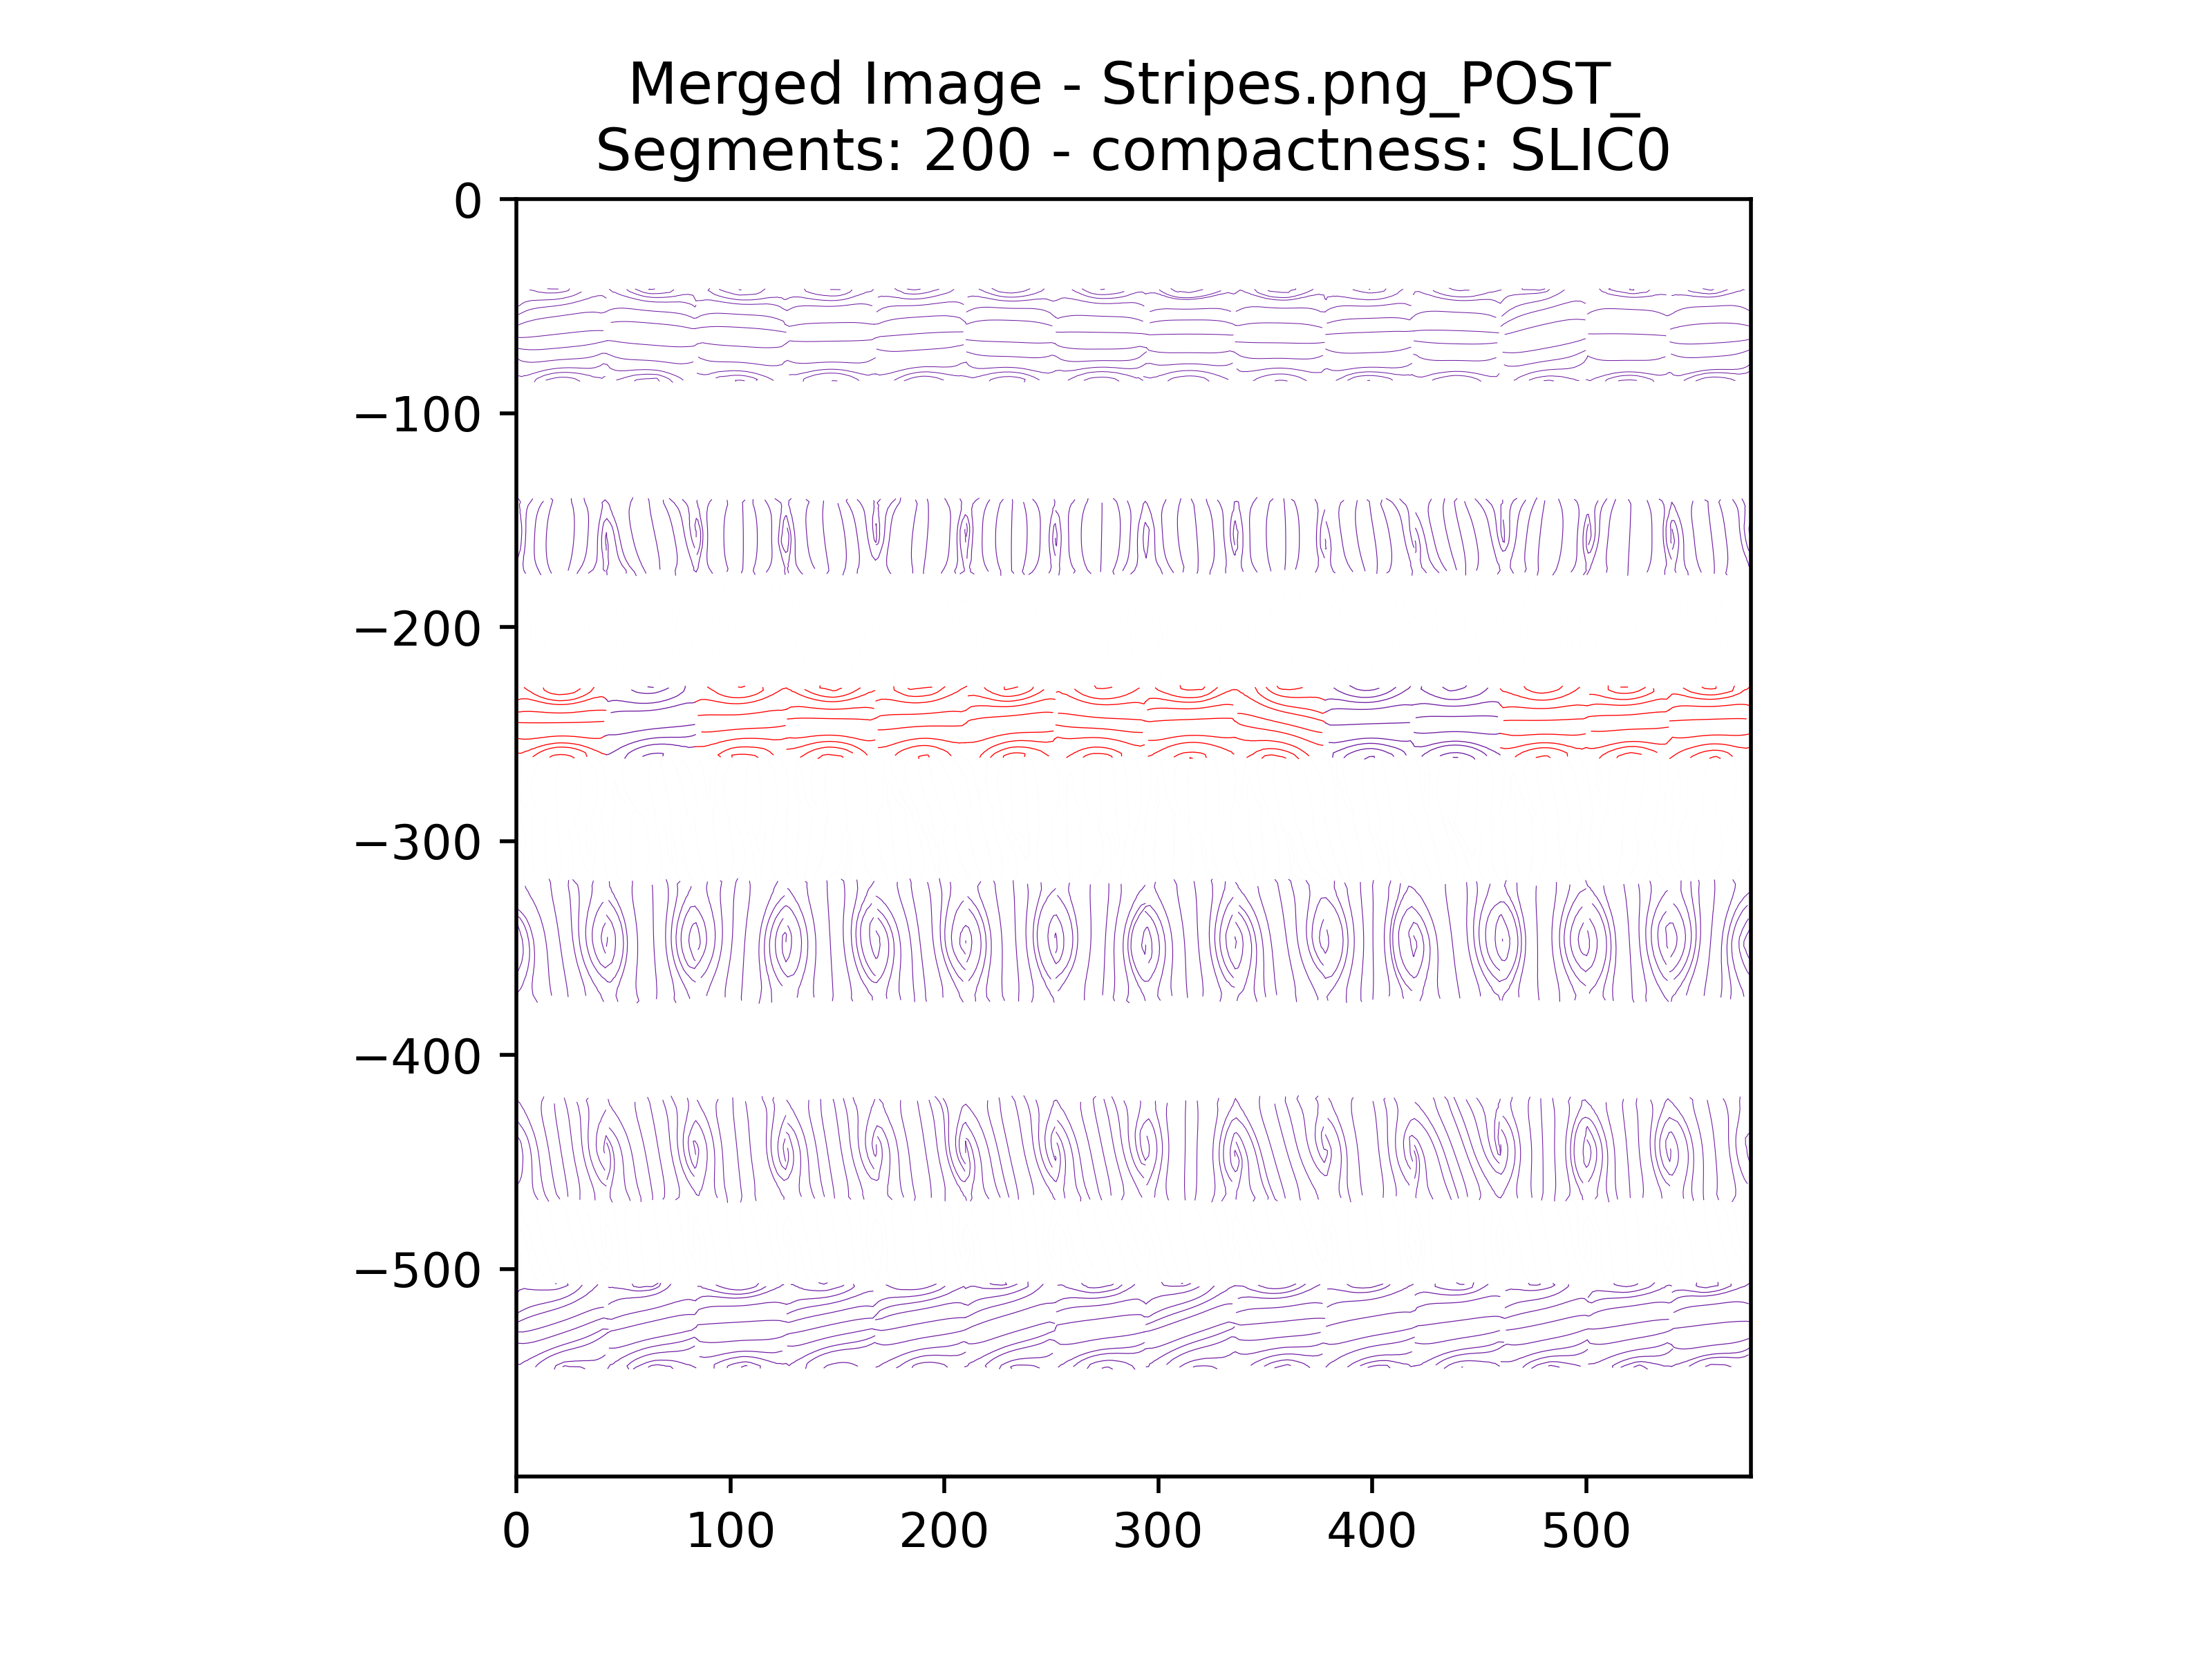 Merged Image - Stripes.png_POST_
Segments: 200 - compactness: SLIC0
0
−100
−200
−300
−400
−500
0 100 200 300 400 500